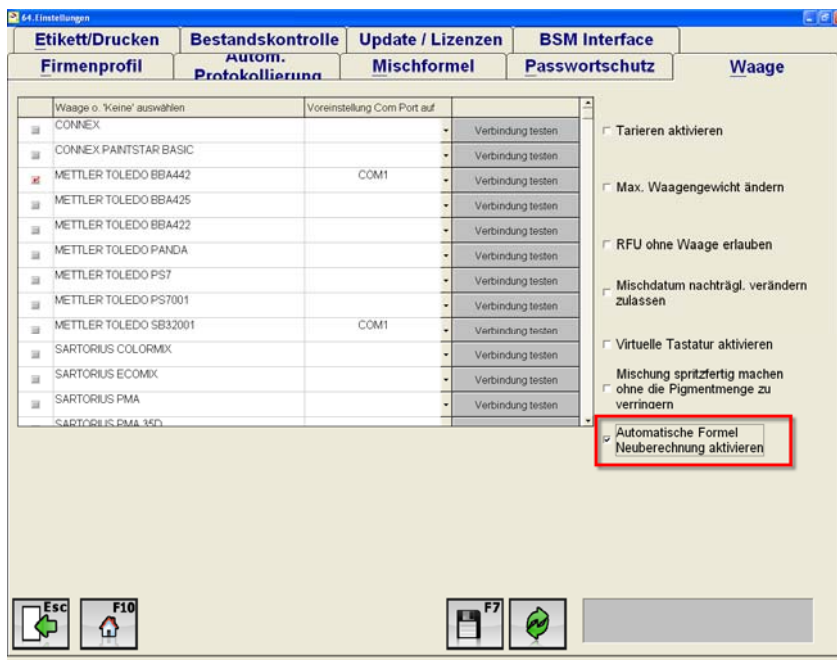 64.Einstellungen
Etikett/Drucken Bestandskontrolle Update / Lizenzen BSM Interface
Firmenprofil Autom. Protokollierung Mischformel Passwortschutz Waage
Waage o. 'Keine' auswählen Voreinstellung Com Port auf
CONNEX Verbindung testen
CONNEX PAINTSTAR BASIC Verbindung testen
METTLER TOLEDO BBA442 COM1 Verbindung testen
METTLER TOLEDO BBA425 Verbindung testen
METTLER TOLEDO BBA422 Verbindung testen
METTLER TOLEDO PANDA Verbindung testen
METTLER TOLEDO PS7 Verbindung testen
METTLER TOLEDO PS7001 Verbindung testen
METTLER TOLEDO SB32001 COM1 Verbindung testen
SARTORIUS COLORMIX Verbindung testen
SARTORIUS ECOMIX Verbindung testen
SARTORIUS PMA Verbindung testen
SARTORIUS PMA 35D
Tarieren aktivieren
Max. Waagengewicht ändern
RFU ohne Waage erlauben
Mischdatum nachträgl. verändern
zulassen
Virtuelle Tastatur aktivieren
Mischung spritzfertig machen
ohne die Pigmentmenge zu
verringern
Automatische Formel
Neuberechnung aktivieren
Esc F10 F7